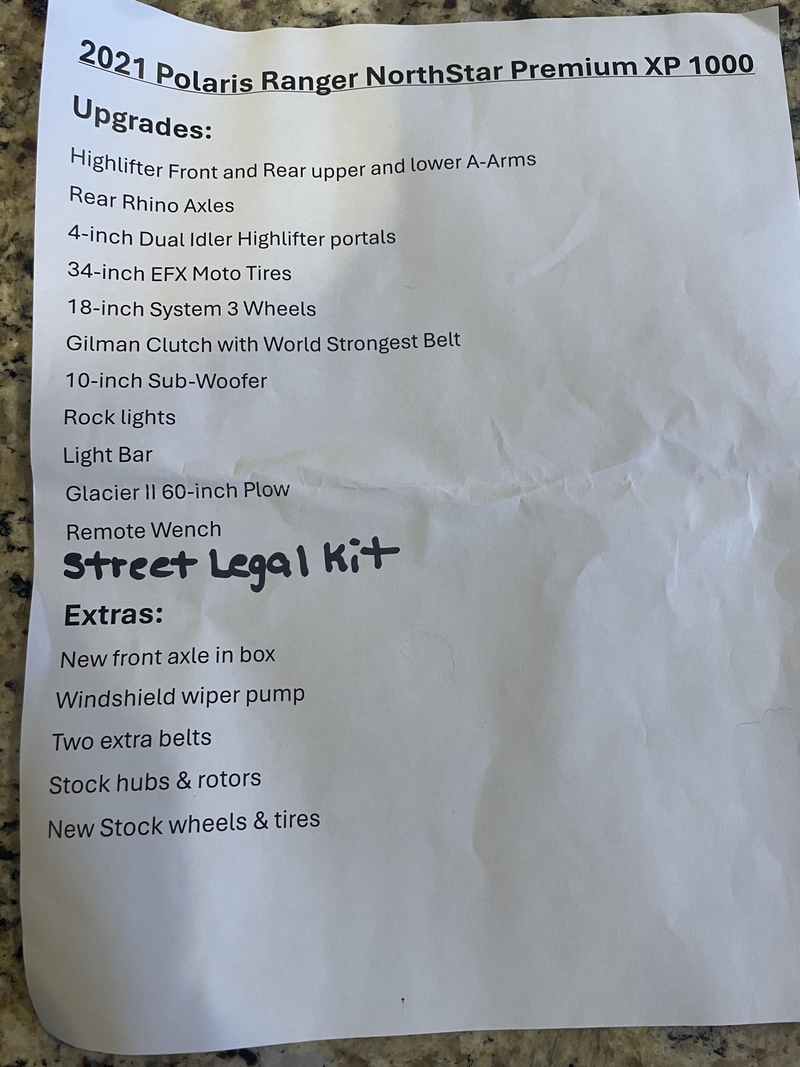 2021 Polaris Ranger NorthStar Premium XP 1000
Upgrades:
Highlifter Front and Rear upper and lower A-Arms
Rear Rhino Axles
4-inch Dual Idler Highlifter portals
34-inch EFX Moto Tires
18-inch System 3 Wheels
Gilman Clutch with World Strongest Belt
10-inch Sub-Woofer
Rock lights
Light Bar
Glacier II 60-inch Plow
Remote Wench
Street Legal Kit
Extras:
New front axle in box
Windshield wiper pump
Two extra belts
Stock hubs & rotors
New Stock wheels & tires